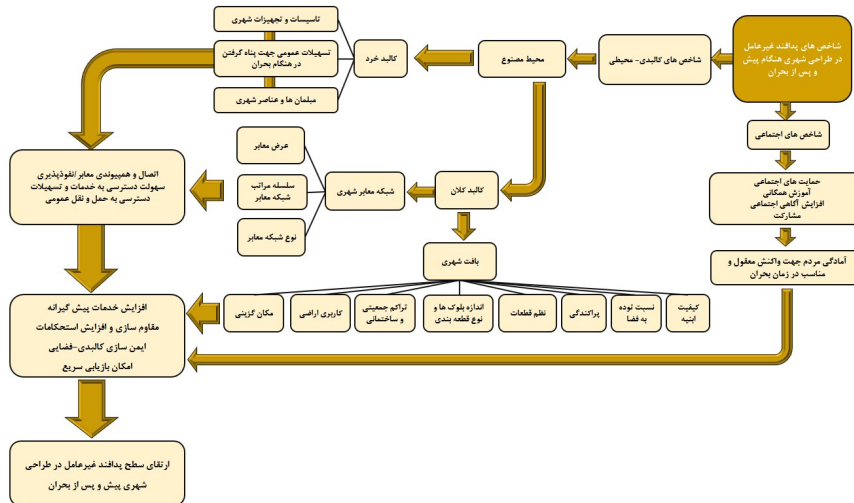 شاخص های پدافند غیرعامل
در طراحی شهری هنگام پیش
و پس از بحران
شاخص های کالبدی- محیطی
محیط مصنوع
کالبد خرد
تاسیسات و تجهیزات شهری
تسهیلات عمومی جهت پناه گرفتن
در هنگام بحران
مبلمان ها و عناصر شهری
شاخص های اجتماعی
حمایت های اجتماعی
آموزش همگانی
افزایش آگاهی اجتماعی
مشارکت
آمادگی مردم جهت واکنش معقول و
مناسب در زمان بحران
کالبد کلان
شبکه معابر شهری
عرض معابر
سلسله مراتب
شبکه معابر
نوع شبکه معابر
اتصال و همپیوندی معابر/نفوذپذیری
سهولت دسترسی به خدمات و تسهیلات
دسترسی به حمل و نقل عمومی
بافت شهری
کیفیت
ابنیه
نسبت توده
به فضا
پراکندگی
نظم قطعات
اندازه بلوک ها و
نوع قطعه بندی
تراکم جمعیتی
و ساختمانی
کاربری اراضی
مکان گزینی
افزایش خدمات پیش گیرانه
مقاوم سازی و افزایش استحکامات
ایمن سازی کالبدی-فضایی
امکان بازیابی سریع
ارتقای سطح پدافند غیرعامل در طراحی
شهری پیش و پس از بحران